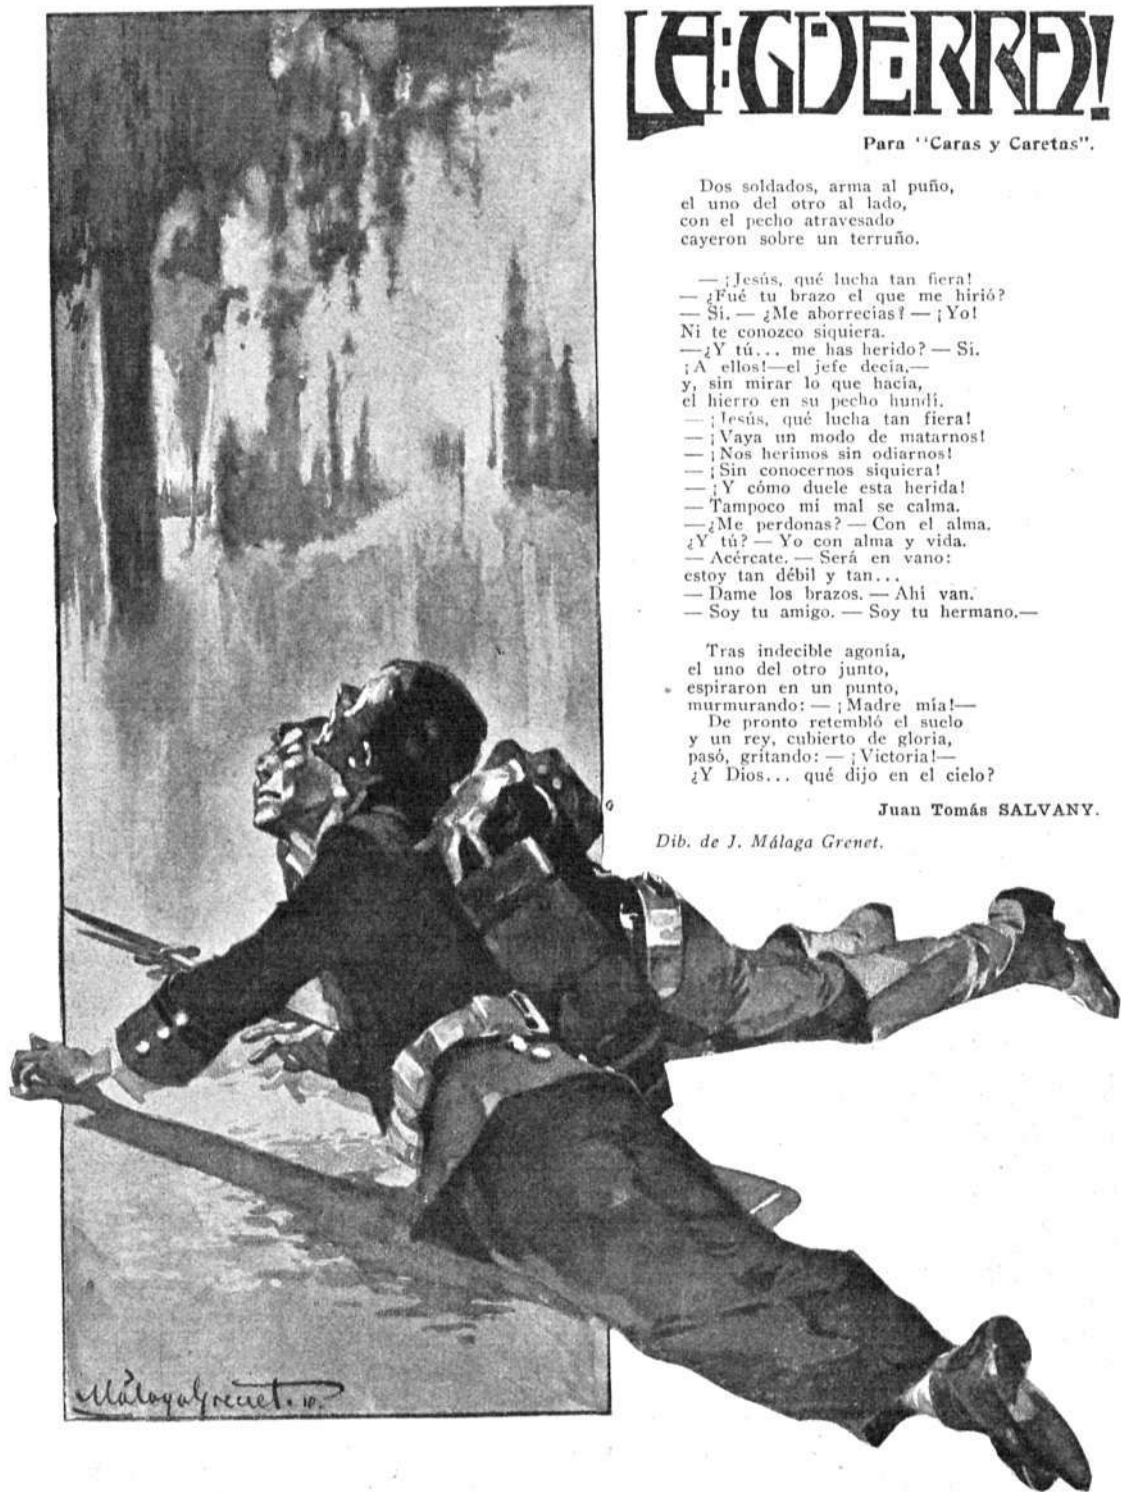 LA:GUERRA!
Para "Caras y Caretas".
Dos soldados, arma al puño,
el uno del otro al lado,
con el pecho atravesado
cayeron sobre un terruño.
— ¡Jesús, qué lucha tan fiera!
— ¿Fué tu brazo el que me hirió?
— Si. — ¿Me aborrecias? — ¡Yo!
Ni te conozco siquiera.
—¿Y tú... me has herido? — Si.
¡A ellos!—el jefe decía,—
y, sin mirar lo que hacía,
el hierro en su pecho hundí.
— ¡Jesús, qué lucha tan fiera!
— ¡Vaya un modo de matarnos!
— ¡Nos herimos sin odiarnos!
— ¡Sin conocernos siquiera!
— ¡Y cómo duele esta herida!
— Tampoco mi mal se calma.
—¿Me perdonas? — Con el alma.
¿Y tú? — Yo con alma y vida.
— Acércate. — Será en vano:
estoy tan débil y tan...
— Dame los brazos. — Ahí van.
— Soy tu amigo. — Soy tu hermano.—
Tras indecible agonía,
el uno del otro junto,
espiraron en un punto,
murmurando: — ¡Madre mía!—
De pronto retembló el suelo
y un rey, cubierto de gloria,
pasó, gritando: — ¡Victoria!—
¿Y Dios... qué dijo en el cielo?
Juan Tomás SALVANY.
Dib. de J. Málaga Grenet.
MálagaGrenet. 10.